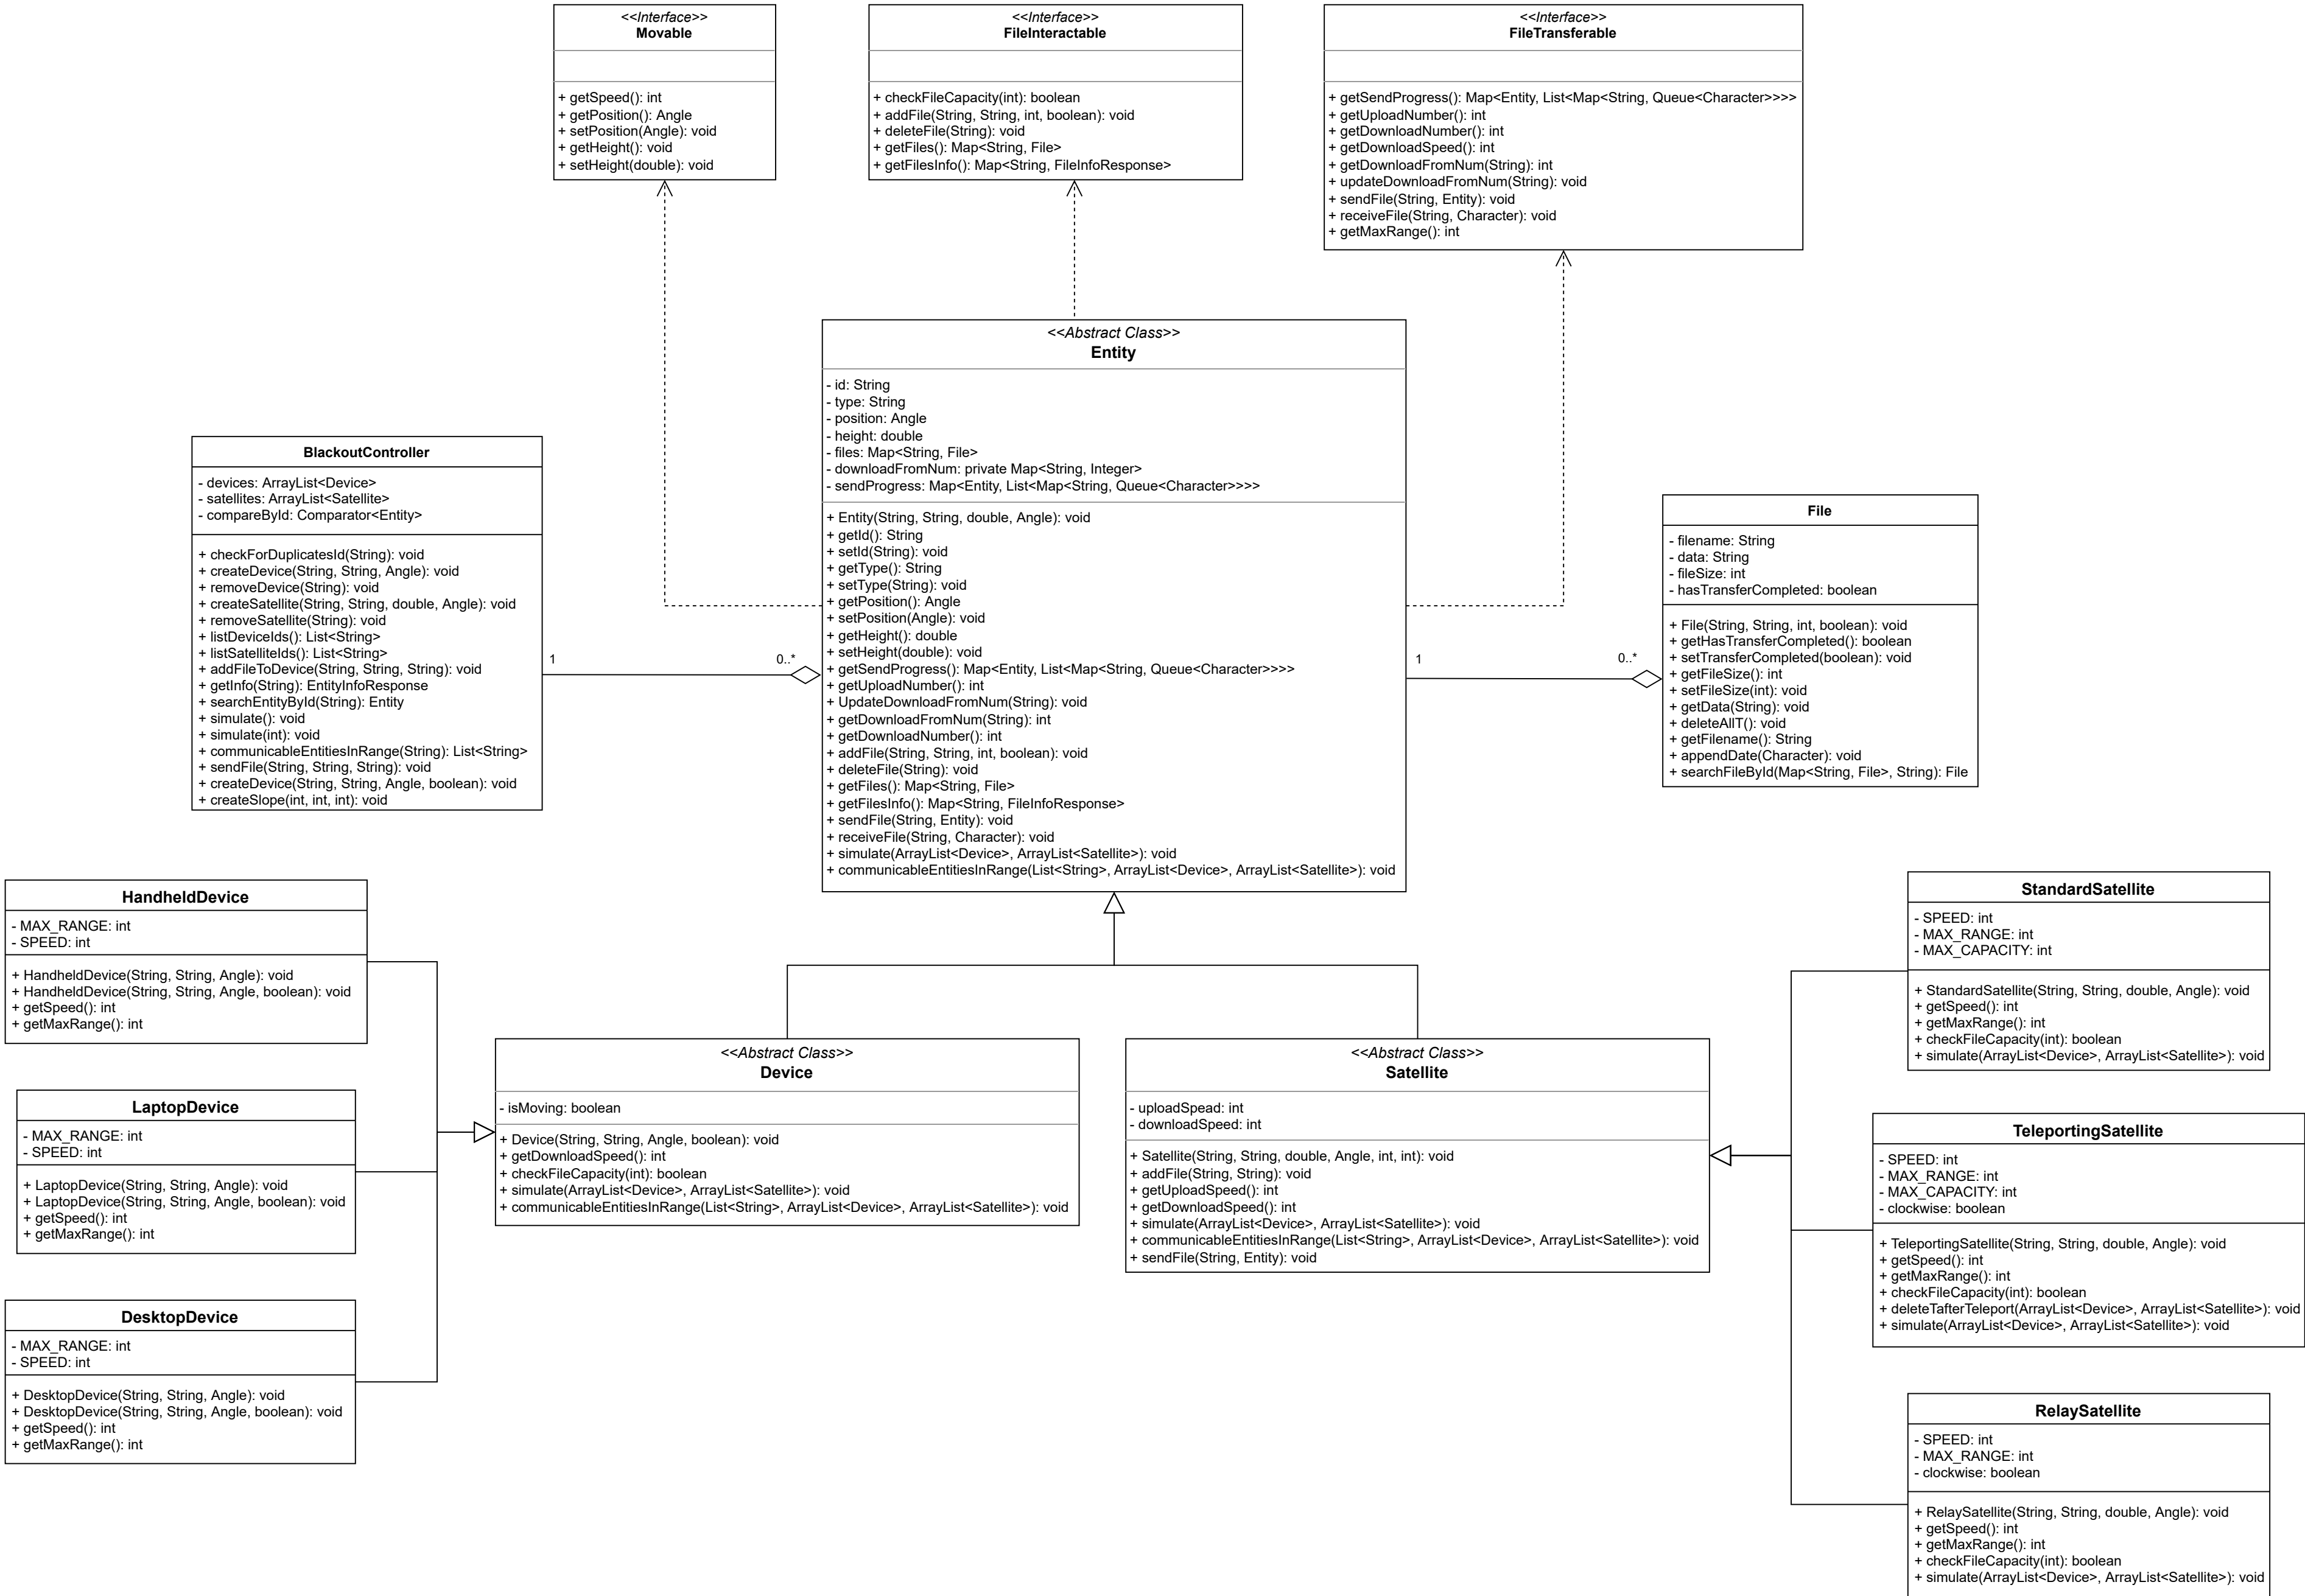 <<Interface>>
Movable
+ getSpeed(): int
+ getPosition(): Angle
+ setPosition(Angle): void
+ getHeight(): void
+ setHeight(double): void
<<Interface>>
FileInteractable
+ checkFileCapacity(int): boolean
+ addFile(String, String, int, boolean): void
+ deleteFile(String): void
+ getFiles(): Map<String, File>
+ getFilesInfo(): Map<String, FileInfoResponse>
<<Interface>>
FileTransferable
+ getSendProgress(): Map<Entity, List<Map<String, Queue<Character>>>>
+ getUploadNumber(): int
+ getDownloadNumber(): int
+ getDownloadSpeed(): int
+ getDownloadFromNum(String): int
+ updateDownloadFromNum(String): void
+ sendFile(String, Entity): void
+ receiveFile(String, Character): void
+ getMaxRange(): int
<<Abstract Class>>
Entity
- id: String
- type: String
- position: Angle
- height: double
- files: Map<String, File>
- downloadFromNum: private Map<String, Integer>
- sendProgress: Map<Entity, List<Map<String, Queue<Character>>>>
+ Entity(String, String, double, Angle): void
+ getId(): String
+ setId(String): void
+ getType(): String
+ setType(String): void
+ getPosition(): Angle
+ setPosition(Angle): void
+ getHeight(): double
+ setHeight(double): void
+ getSendProgress(): Map<Entity, List<Map<String, Queue<Character>>>>
+ getUploadNumber(): int
+ UpdateDownloadFromNum(String): void
+ getDownloadFromNum(String): int
+ getDownloadNumber(): int
+ addFile(String, String, int, boolean): void
+ deleteFile(String): void
+ getFiles(): Map<String, File>
+ getFilesInfo(): Map<String, FileInfoResponse>
+ sendFile(String, Entity): void
+ receiveFile(String, Character): void
+ simulate(ArrayList<Device>, ArrayList<Satellite>): void
+ communicableEntitiesInRange(List<String>, ArrayList<Device>, ArrayList<Satellite>): void
BlackoutController
- devices: ArrayList<Device>
- satellites: ArrayList<Satellite>
- compareById: Comparator<Entity>
+ checkForDuplicatesId(String): void
+ createDevice(String, String, Angle): void
+ removeDevice(String): void
+ createSatellite(String, String, double, Angle): void
+ removeSatellite(String): void
+ listDeviceIds(): List<String>
+ listSatelliteIds(): List<String>
+ addFileToDevice(String, String, String): void
+ getInfo(String): EntityInfoResponse
+ searchEntityById(String): Entity
+ simulate(): void
+ simulate(int): void
+ communicableEntitiesInRange(String): List<String>
+ sendFile(String, String, String): void
+ createDevice(String, String, Angle, boolean): void
+ createSlope(int, int, int): void
1
0..*
1
0..*
File
- filename: String
- data: String
- fileSize: int
- hasTransferCompleted: boolean
+ File(String, String, int, boolean): void
+ getHasTransferCompleted(): boolean
+ setTransferCompleted(boolean): void
+ getFileSize(): int
+ setFileSize(int): void
+ getData(String): void
+ deleteAllT(): void
+ getFilename(): String
+ appendDate(Character): void
+ searchFileById(Map<String, File>, String): File
HandheldDevice
- MAX_RANGE: int
- SPEED: int
+ HandheldDevice(String, String, Angle): void
+ HandheldDevice(String, String, Angle, boolean): void
+ getSpeed(): int
+ getMaxRange(): int
LaptopDevice
- MAX_RANGE: int
- SPEED: int
+ LaptopDevice(String, String, Angle): void
+ LaptopDevice(String, String, Angle, boolean): void
+ getSpeed(): int
+ getMaxRange(): int
DesktopDevice
- MAX_RANGE: int
- SPEED: int
+ DesktopDevice(String, String, Angle): void
+ DesktopDevice(String, String, Angle, boolean): void
+ getSpeed(): int
+ getMaxRange(): int
<<Abstract Class>>
Device
- isMoving: boolean
+ Device(String, String, Angle, boolean): void
+ getDownloadSpeed(): int
+ checkFileCapacity(int): boolean
+ simulate(ArrayList<Device>, ArrayList<Satellite>): void
+ communicableEntitiesInRange(List<String>, ArrayList<Device>, ArrayList<Satellite>): void
<<Abstract Class>>
Satellite
- uploadSpead: int
- downloadSpeed: int
+ Satellite(String, String, double, Angle, int, int): void
+ addFile(String, String): void
+ getUploadSpeed(): int
+ getDownloadSpeed(): int
+ simulate(ArrayList<Device>, ArrayList<Satellite>): void
+ communicableEntitiesInRange(List<String>, ArrayList<Device>, ArrayList<Satellite>): void
+ sendFile(String, Entity): void
StandardSatellite
- SPEED: int
- MAX_RANGE: int
- MAX_CAPACITY: int
+ StandardSatellite(String, String, double, Angle): void
+ getSpeed(): int
+ getMaxRange(): int
+ checkFileCapacity(int): boolean
+ simulate(ArrayList<Device>, ArrayList<Satellite>): void
TeleportingSatellite
- SPEED: int
- MAX_RANGE: int
- MAX_CAPACITY: int
- clockwise: boolean
+ TeleportingSatellite(String, String, double, Angle): void
+ getSpeed(): int
+ getMaxRange(): int
+ checkFileCapacity(int): boolean
+ deleteTafterTeleport(ArrayList<Device>, ArrayList<Satellite>): void
+ simulate(ArrayList<Device>, ArrayList<Satellite>): void
RelaySatellite
- SPEED: int
- MAX_RANGE: int
- clockwise: boolean
+ RelaySatellite(String, String, double, Angle): void
+ getSpeed(): int
+ getMaxRange(): int
+ checkFileCapacity(int): boolean
+ simulate(ArrayList<Device>, ArrayList<Satellite>): void